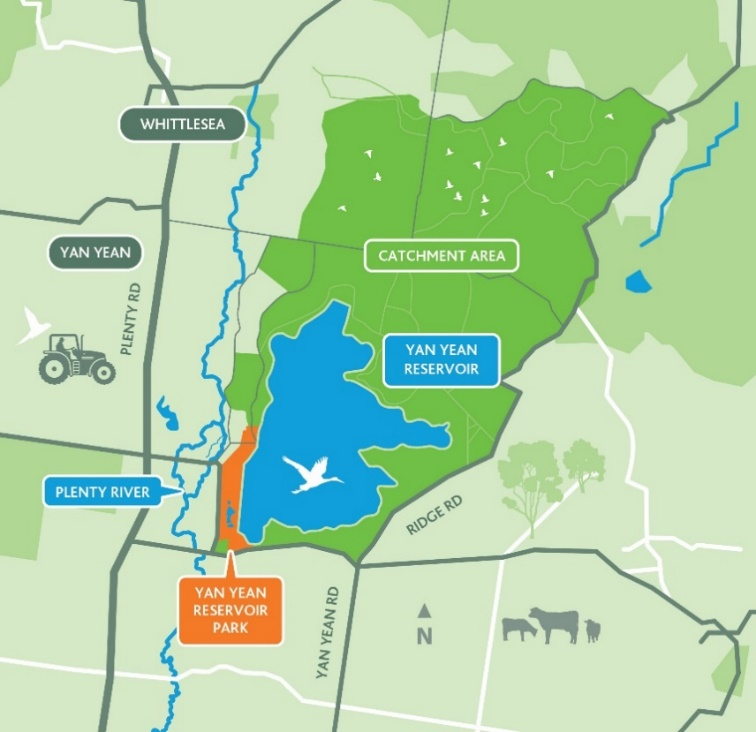 WHITTLESEA
YAN YEAN
PLENTY RD
CATCHMENT AREA
YAN YEAN
RESERVOIR
PLENTY RIVER
RIDGE RD
YAN YEAN
RESERVOIR
PARK
YAN YEAN RD
N